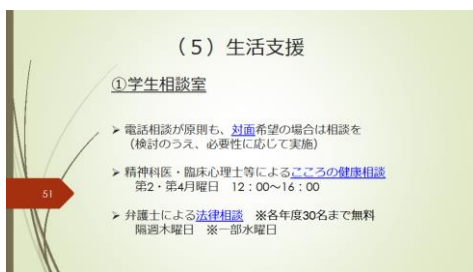 (5)生活支援
①学生相談室
➢ 電話相談が原則も、対面希望の場合は相談を
(検討のうえ、必要性に応じて実施)
➢ 精神科医・臨床心理士等によるこころの健康相談
第2・第4月曜日 12:00～16:00
51
➢ 弁護士による法律相談 ※各年度30名まで無料
隔週木曜日 ※一部水曜日